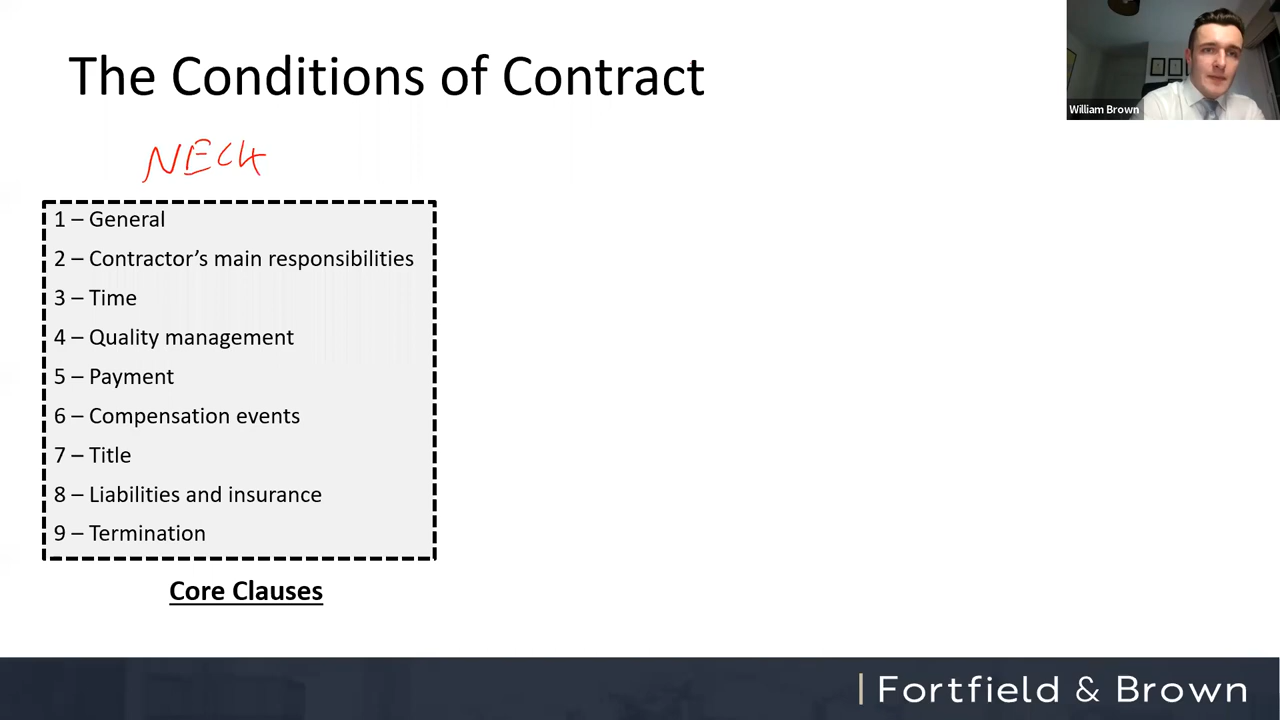 The Conditions of Contract
William Brown
NEC4
1 – General
2 – Contractor’s main responsibilities
3 – Time
4 – Quality management
5 – Payment
6 – Compensation events
7 – Title
8 – Liabilities and insurance
9 – Termination
Core Clauses
Fortfield & Brown